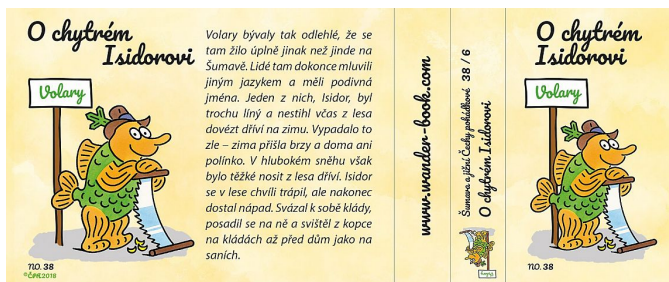 O chytrém
Isidorovi
Volary
NO. 38
©ČPR 2018
Volary bývaly tak odlehlé, že se
tam žilo úplně jinak než jinde na
Šumavě. Lidé tam dokonce mluvili
jiným jazykem a měli podivná
jména. Jeden z nich, Isidor, byl
trochu líný a nestihl včas z lesa
dovézt dříví na zimu. Vypadalo to
zle – zima přišla brzy a doma ani
polínko. V hlubokém sněhu však
bylo těžké nosit z lesa dříví. Isidor
se v lese chvíli trápil, ale nakonec
dostal nápad. Svázal k sobě klády,
posadil se na ně a svištěl z kopce
na kládách až před dům jako na
saních.
www.wander-book.com
Šumava a jižní Čechy pohádkové 38 / 6
O chytrém Isidorovi
Volary
O chytrém
Isidorovi
Volary
NO. 38